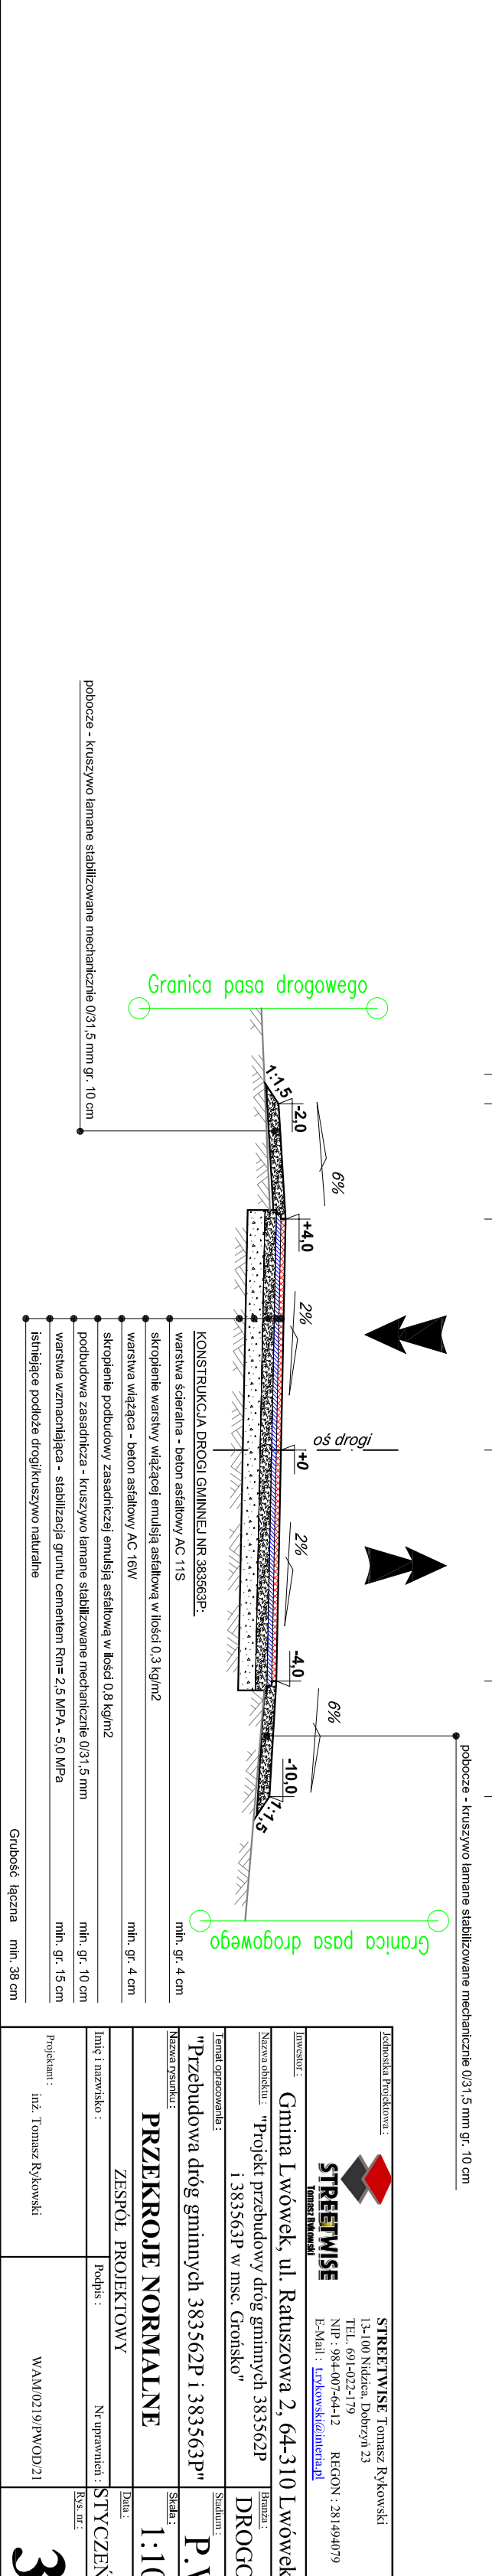 pobocze - kruszywo łamane stabilizowane mechanicznie 0/31,5 mm gr. 10 cm
pobocze - kruszywo łamane stabilizowane mechanicznie 0/31,5 mm gr. 10 cm
Granica pasa drogowego
1:1,5
-2,0
6%
+4,0
2%
oś drogi
+0
2%
-4,0
6%
-10,0
1:1,5
Granica pasa drogowego
KONSTRUKCJA DROGI GMINNEJ NR 383563P:
warstwa ścieralna - beton asfaltowy AC 11S min. gr. 4 cm
skropienie warstwy wiążącej emulsją asfaltową w ilości 0,3 kg/m2
warstwa wiążąca - beton asfaltowy AC 16W min. gr. 4 cm
skropienie podbudowy zasadniczej emulsją asfaltową w ilości 0,8 kg/m2
podbudowa zasadnicza - kruszywo łamane stabilizowane mechanicznie 0/31,5 mm min. gr. 10 cm
warstwa wzmacniająca - stabilizacja gruntu cementem Rm= 2,5 MPA - 5,0 MPa min. gr. 15 cm
istniejące podłoże drogi/kruszywo naturalne
Grubość łączna min. 38 cm
Jednostka Projektowa :
STREETWISE
Tomasz Rykowski
STREETWISE Tomasz Rykowski
13-100 Nidzica, Dobrzyń 23
TEL. 691-022-179
NIP : 984-007-64-12 REGON : 281494079
E-Mail : t.rykowski@interia.pl
Inwestor :
Gmina Lwówek, ul. Ratuszowa 2, 64-310 Lwówek
Nazwa obiektu :
"Projekt przebudowy dróg gminnych 383562P
i 383563P w msc. Grońsko"
Branża :
DROGO
Temat opracowania :
"Przebudowa dróg gminnych 383562P i 383563P"
Stadium :
P.
Nazwa rysunku :
PRZEKROJE NORMALNE
Skala :
1:10
ZESPÓŁ PROJEKTOWY
Data :
STYCZEŃ
Imię i nazwisko :
Podpis :
Nr uprawnień :
Rys. nr :
3
Projektant :
inż. Tomasz Rykowski
WAM/0219/PWOD/21